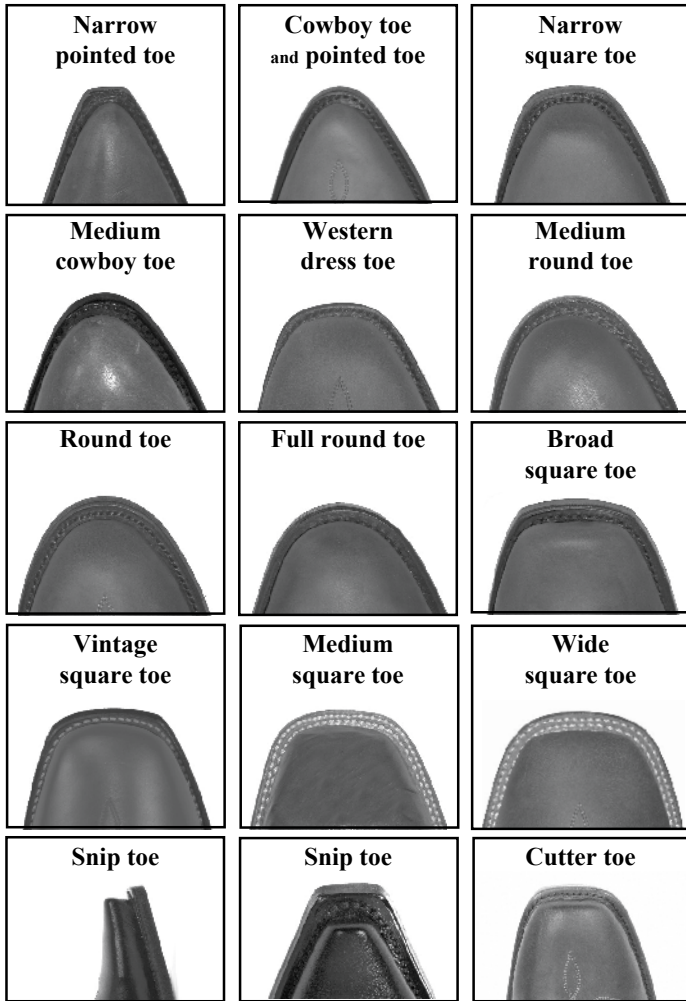 Narrow
pointed toe
Cowboy toe
and pointed toe
Narrow
square toe
Medium
cowboy toe
Western
dress toe
Medium
round toe
Round toe
Full round toe
Broad
square toe
Vintage
square toe
Medium
square toe
Wide
square toe
Snip toe
Snip toe
Cutter toe